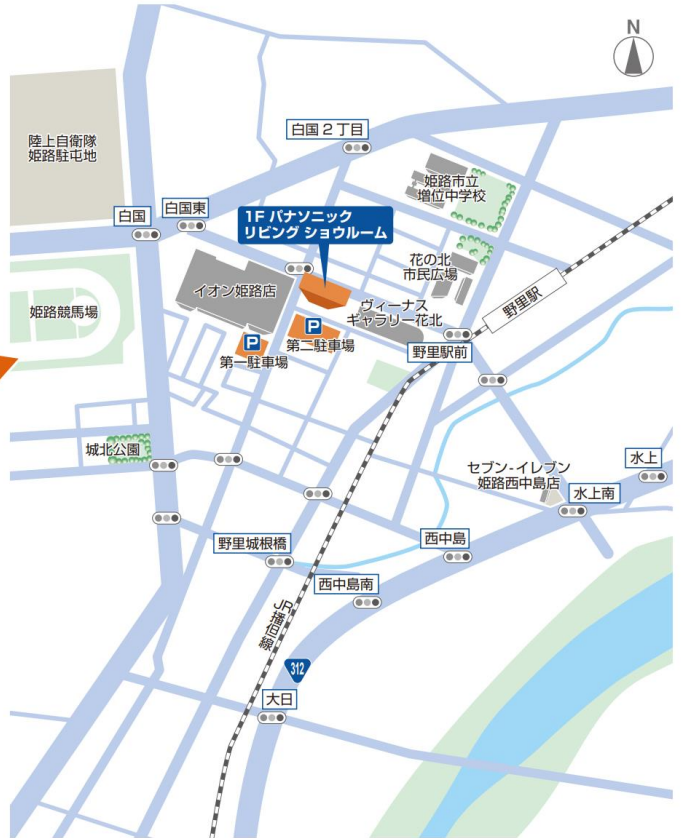 N
陸上自衛隊
姫路駐屯地
白国2丁目
姫路市立
増位中学校
白国
白国東
1F パナソニック
リビング ショウルーム
花の北
市民広場
イオン姫路店
姫路競馬場
ヴィーナス
ギャラリー花北
野里駅
P
P
第一駐車場
第二駐車場
野里駅前
城北公園
セブン-イレブン
姫路西中島店
水上
水上南
野里城根橋
西中島
西中島南
JR播但線
312
大日